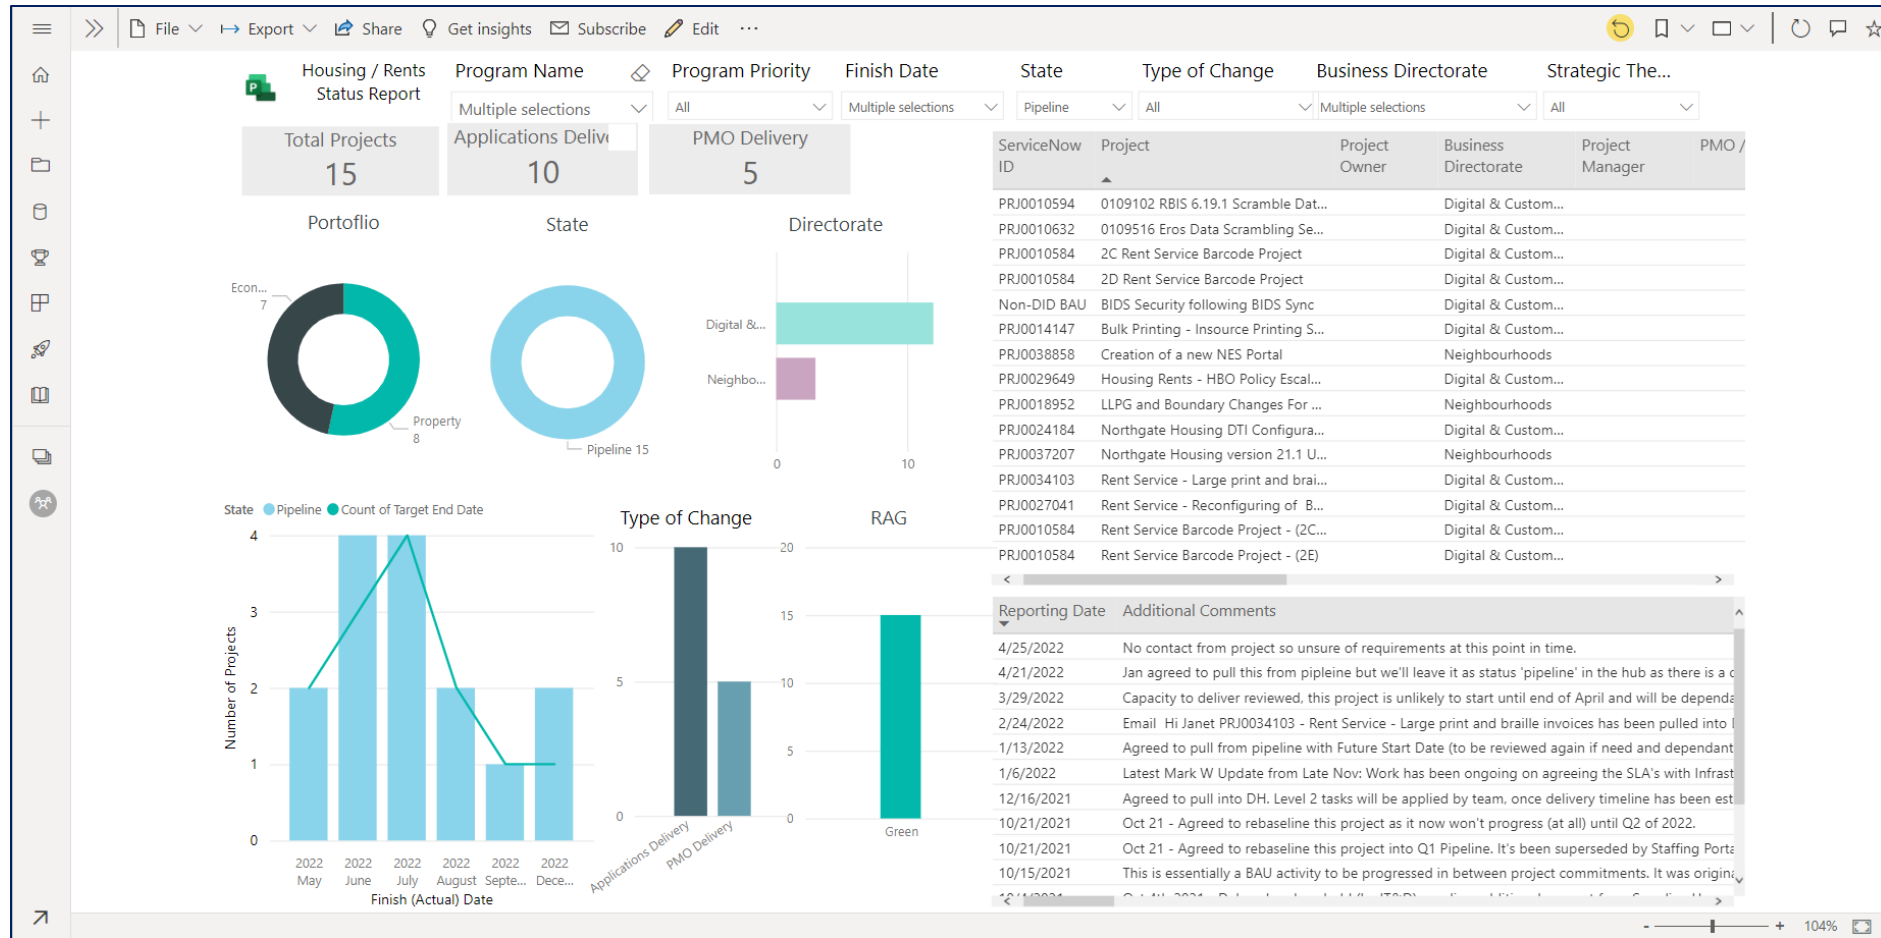 File
Export
Share
Get insights
Subscribe
Edit
P
Housing / Rents
Status Report
Program Name
Multiple selections
Program Priority
All
Finish Date
Multiple selections
State
Pipeline
Type of Change
All
Business Directorate
Multiple selections
Strategic The...
All
Total Projects
15
Applications Delive
10
PMO Delivery
5
Portoflio
Econ...
7
Property
8
State
Pipeline 15
Directorate
Digital &...
Neighbo...
0 10
State Pipeline Count of Target End Date
Number of Projects
4
3
2
1
0
2022 2022 2022 2022 2022 2022
May June July August Septe... Dece...
Finish (Actual) Date
Type of Change
10
5
0
Applications Delivery
PMO Delivery
RAG
20
15
10
5
0
Green
ServiceNow ID Project Project Owner Business Directorate Project Manager PMO /
PRJ0010594 0109102 RBIS 6.19.1 Scramble Dat... Digital & Custom...
PRJ0010632 0109516 Eros Data Scrambling Se... Digital & Custom...
PRJ0010584 2C Rent Service Barcode Project Digital & Custom...
PRJ0010584 2D Rent Service Barcode Project Digital & Custom...
Non-DID BAU BIDS Security following BIDS Sync Digital & Custom...
PRJ0014147 Bulk Printing - Insource Printing S... Digital & Custom...
PRJ0038858 Creation of a new NES Portal Neighbourhoods
PRJ0029649 Housing Rents - HBO Policy Escal... Digital & Custom...
PRJ0018952 LLPG and Boundary Changes For ... Neighbourhoods
PRJ0024184 Northgate Housing DTI Configura... Digital & Custom...
PRJ0037207 Northgate Housing version 21.1 U... Neighbourhoods
PRJ0034103 Rent Service - Large print and brai... Digital & Custom...
PRJ0027041 Rent Service - Reconfiguring of B... Digital & Custom...
PRJ0010584 Rent Service Barcode Project - (2C... Digital & Custom...
PRJ0010584 Rent Service Barcode Project - (2E) Digital & Custom...
Reporting Date Additional Comments
4/25/2022 No contact from project so unsure of requirements at this point in time.
4/21/2022 Jan agreed to pull this from pipleine but we'll leave it as status 'pipeline' in the hub as there is a
3/29/2022 Capacity to deliver reviewed, this project is unlikely to start until end of April and will be dependa
2/24/2022 Email Hi Janet PRJ0034103 - Rent Service - Large print and braille invoices has been pulled into
1/13/2022 Agreed to pull from pipeline with Future Start Date (to be reviewed again if need and dependant
1/6/2022 Latest Mark W Update from Late Nov: Work has been ongoing on agreeing the SLA's with Infrast
12/16/2021 Agreed to pull into DH. Level 2 tasks will be applied by team, once delivery timeline has been est
10/21/2021 Oct 21 - Agreed to rebaseline this project as it now won't progress (at all) until Q2 of 2022.
10/21/2021 Oct 21 - Agreed to rebaseline this project into Q1 Pipeline. It's been superseded by Staffing Porta
10/15/2021 This is essentially a BAU activity to be progressed in between project commitments. It was origina
104%